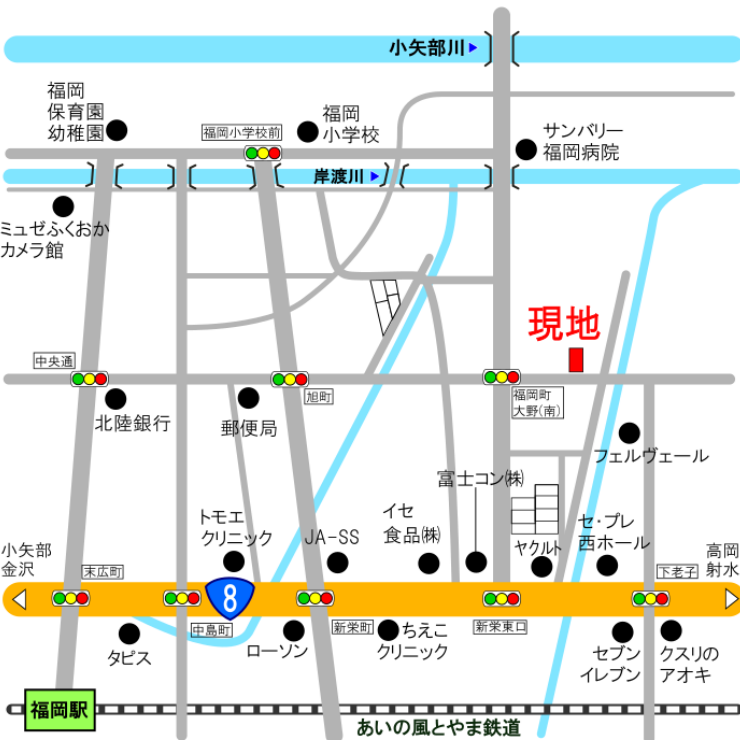 小矢部川
福岡
保育園
幼稚園
福岡小学校前
福岡
小学校
サンバリー
福岡病院
岸渡川
ミュゼふくおか
カメラ館
現地
中央通
北陸銀行
郵便局
旭町
福岡町
大野(南)
フェルヴェール
富士コン㈱
トモエ
クリニック
JA-SS
イセ
食品㈱
ヤクルト
セ・プレ
西ホール
小矢部
金沢
高岡
射水
末広町
8
下老子
中島町
新栄町
新栄東口
タピス
ローソン
ちえこ
クリニック
セブン
イレブン
クスリの
アオキ
福岡駅
あいの風とやま鉄道